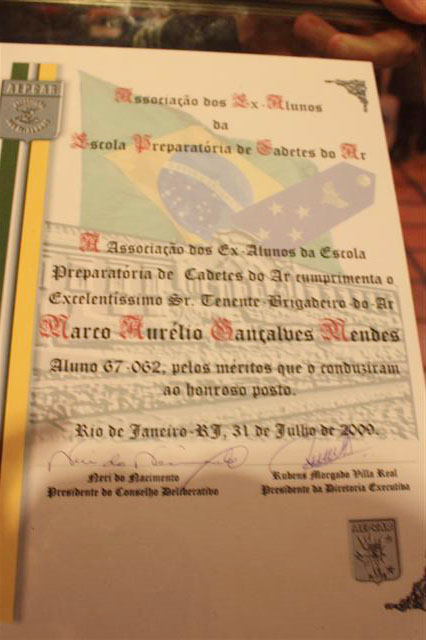 AEPCAR
Associação dos Ex-Alunos
da
Escola Preparatória de Cadetes do Ar
A Associação dos Ex-Alunos da Escola
Preparatória de Cadetes do Ar cumprimenta o
Excelentíssimo Sr. Tenente-Brigadeiro-do-Ar
Marco Aurélio Gonçalves Mendes
Aluno 67-062, pelos méritos que o conduziram
ao honroso posto.
Rio de Janeiro-RJ, 31 de Julho de 2009.
Neri do Nascimento
Presidente do Conselho Deliberativo
Rubens Morgado Villa Real
Presidente da Diretoria Executiva